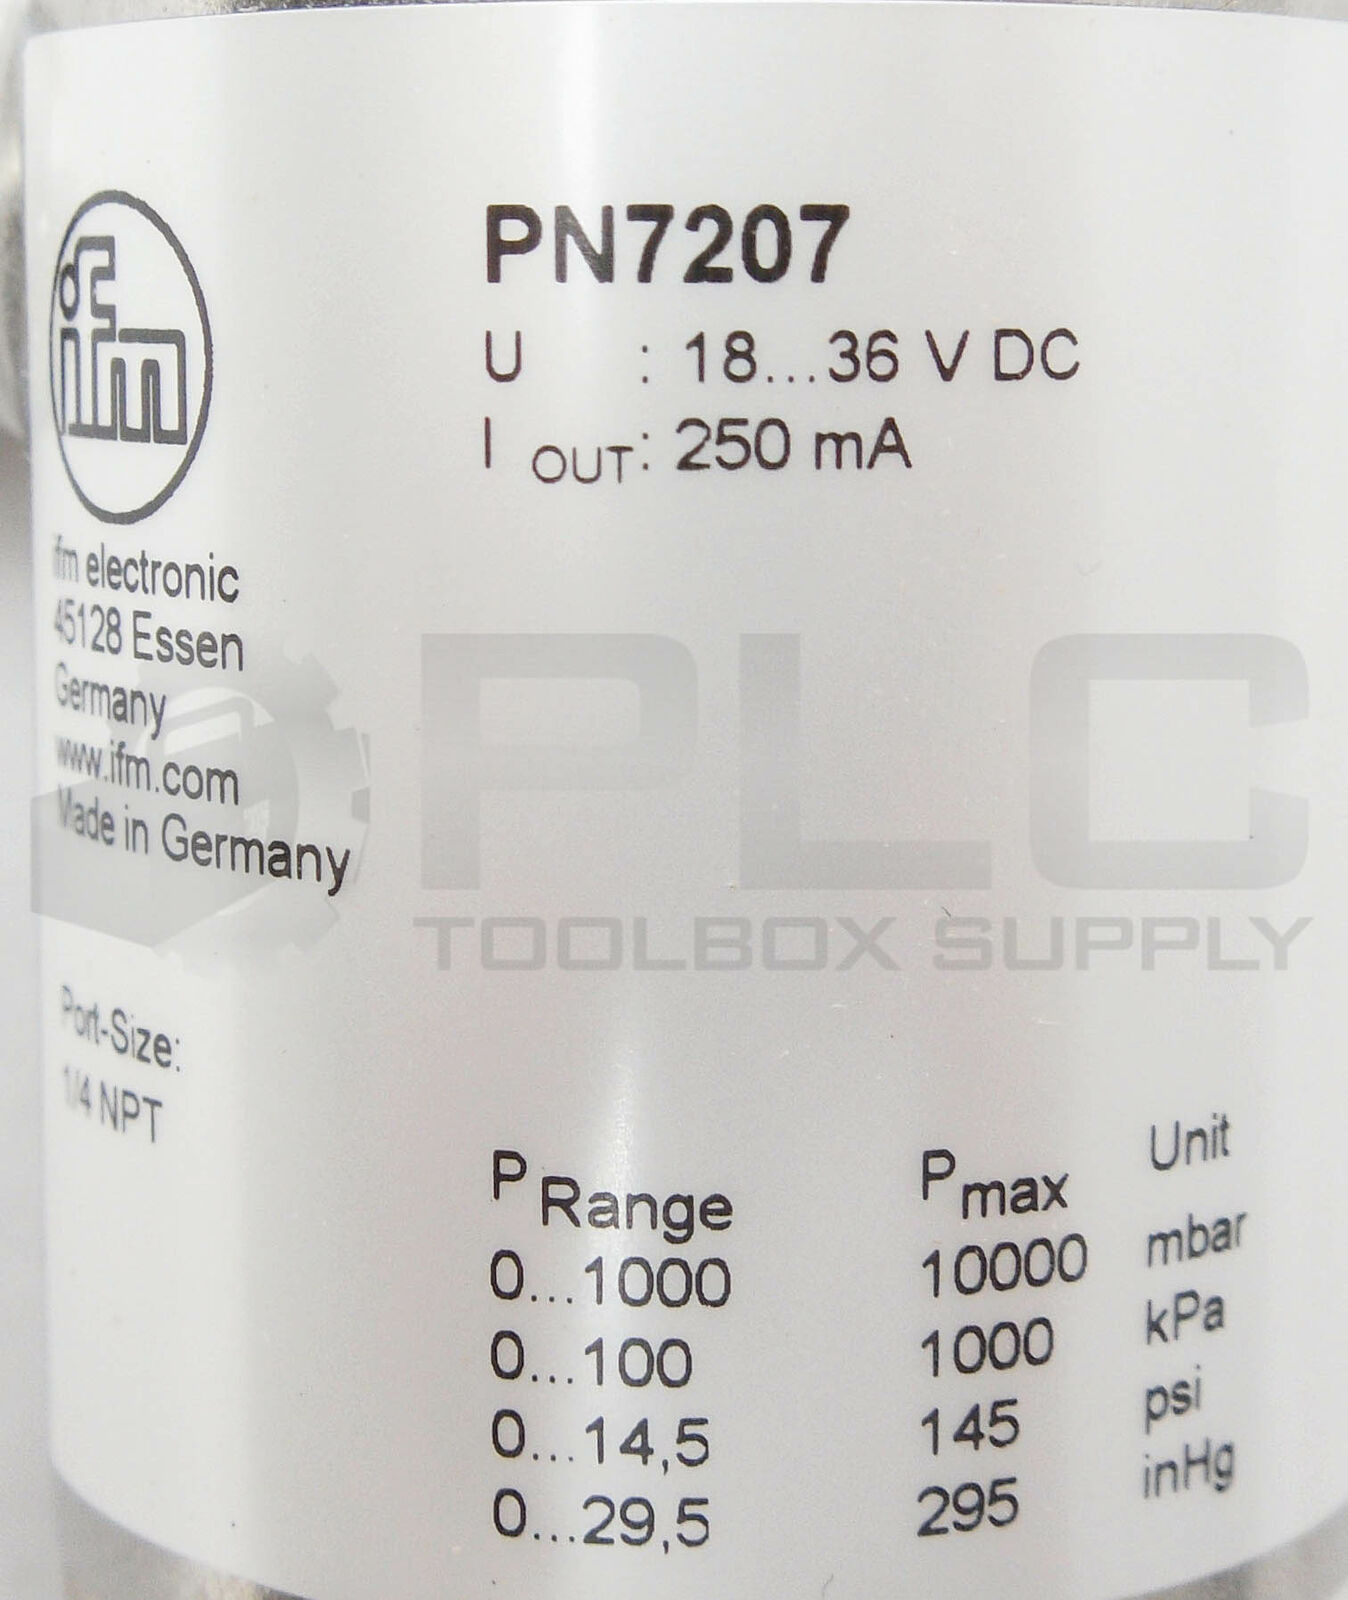 ifm
PN7207
U : 18...36 V DC
I OUT: 250 mA
ifm electronic
45128 Essen
Germany
www.ifm.com
Made in Germany
PLC
TOOLBOX SUPPLY
Port-Size:
1/4 NPT
P Range P max Unit
0...1000 10000 mbar
0...100 1000 kPa
0...14,5 145 psi
0...29,5 295 inHg